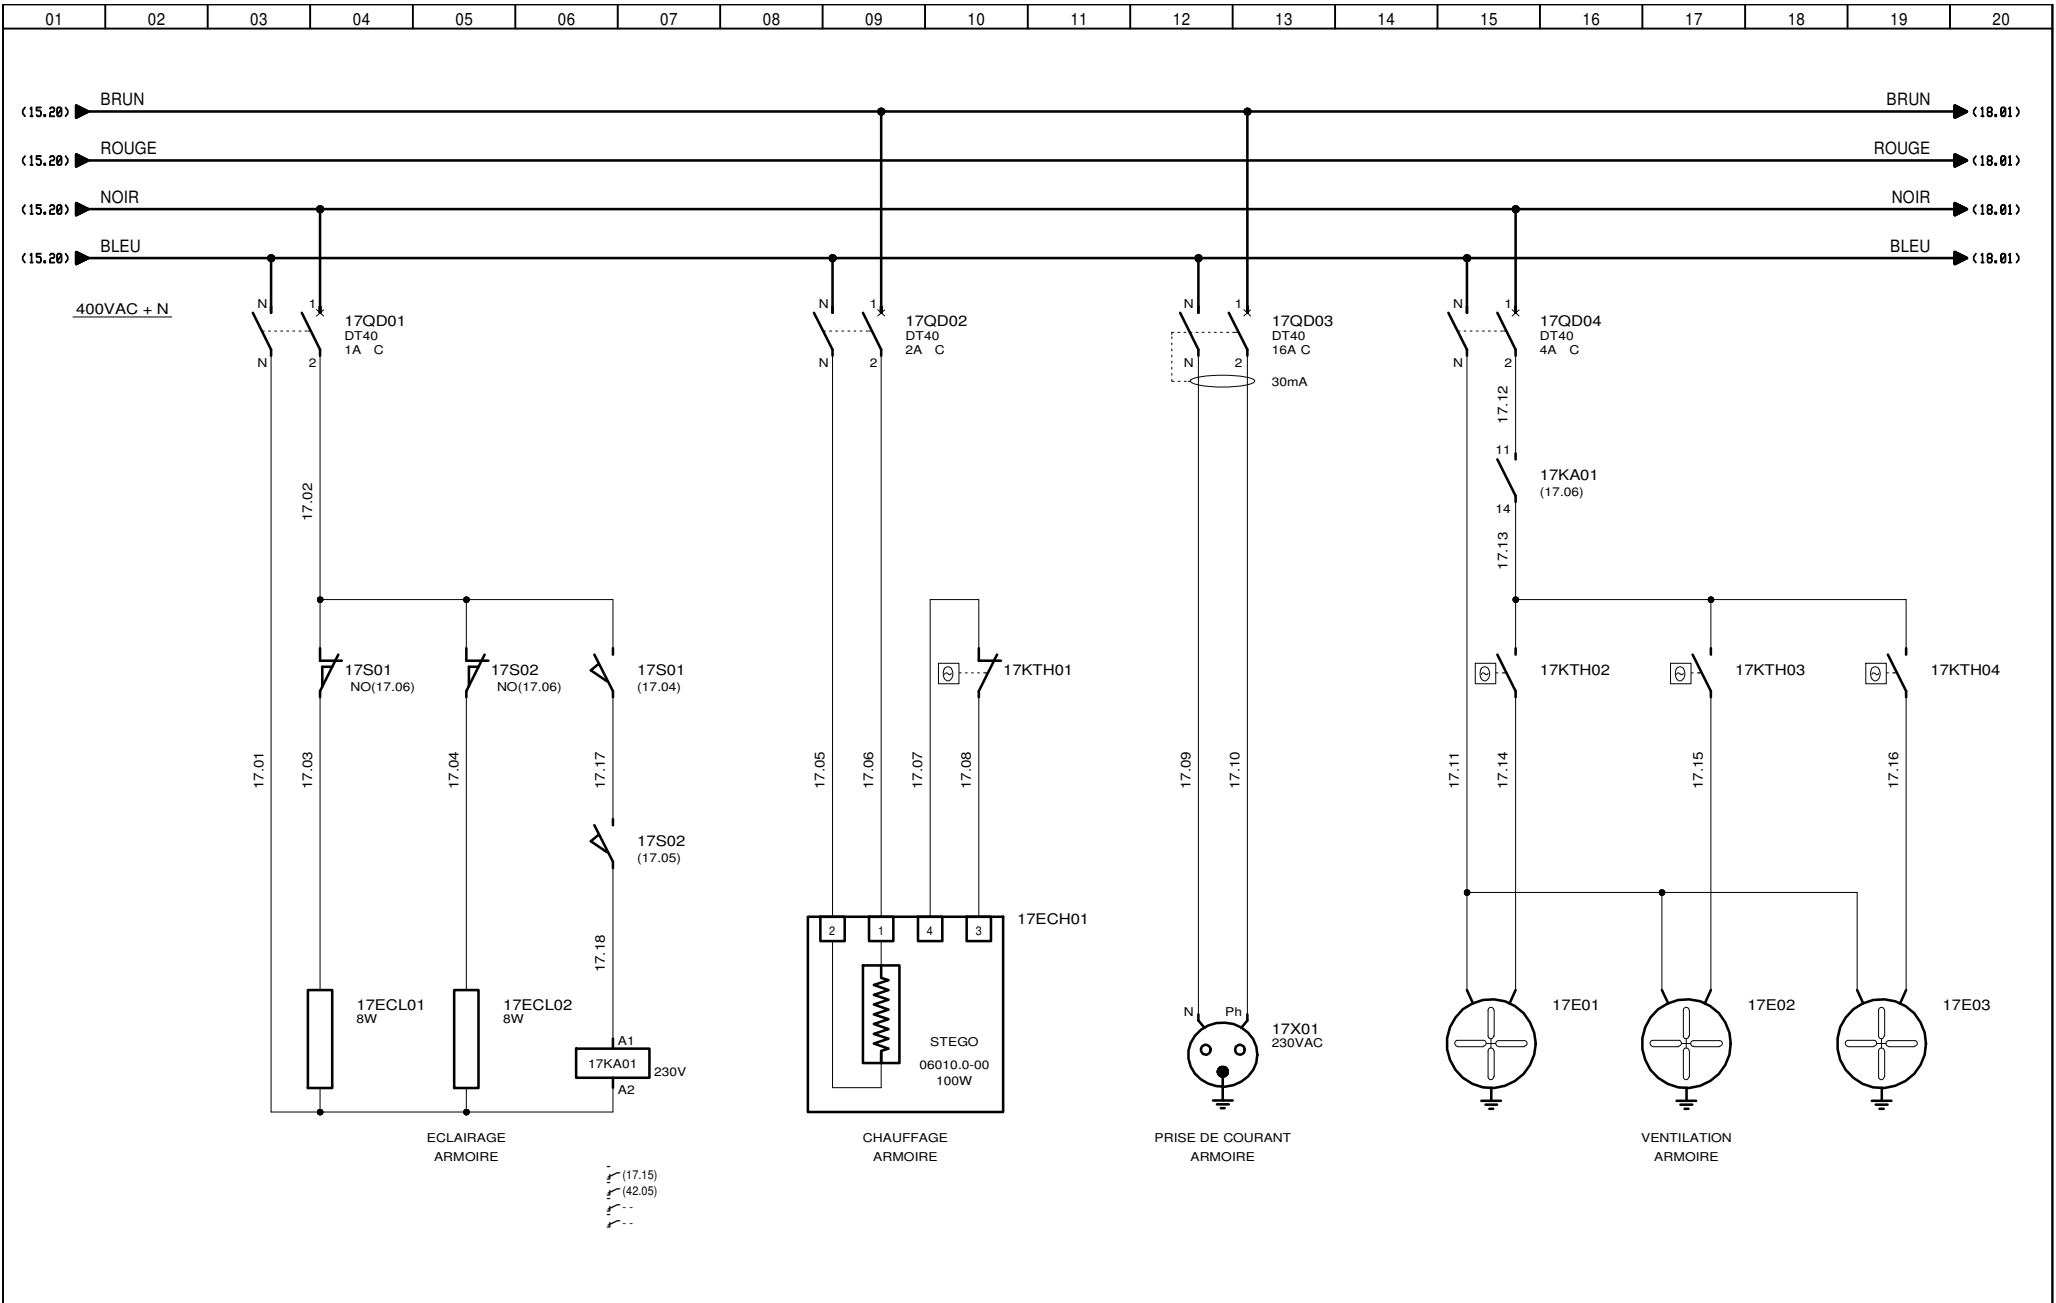 01 02 03 04 05 06 07 08 09 10 11 12 13 14 15 16 17 18 19 20
(15.20) BRUN BRUN (18.01)
(15.20) ROUGE ROUGE (18.01)
(15.20) NOIR NOIR (18.01)
(15.20) BLEU BLEU (18.01)
400VAC + N
N 1 N 1 N 1 N 1
17QD01 17QD02 17QD03 17QD04
DT40 DT40 DT40 DT40
1A C 2A C 16A C 4A C
N 2 N 2 N 2 N 2
30mA
17.12
11
17KA01
(17.06)
14
17.02
17.13
17S01 17S02 17S01 17KTH01 17KTH02 17KTH03 17KTH04
NO(17.06) NO(17.06) (17.04)
17.01 17.03 17.04 17.17 17.05 17.06 17.07 17.08 17.09 17.10 17.11 17.14 17.15 17.16
17S02
(17.05)
17ECH01
2 1 4 3
17.18
17ECL01 17ECL02
8W 8W
N Ph
17E01 17E02 17E03
17X01
230VAC
A1
17KA01 230V
A2
STEGO
06010.0-00
100W
ECLAIRAGE
ARMOIRE
CHAUFFAGE
ARMOIRE
PRISE DE COURANT
ARMOIRE
VENTILATION
ARMOIRE
(17.15)
(42.05)
- -
- -